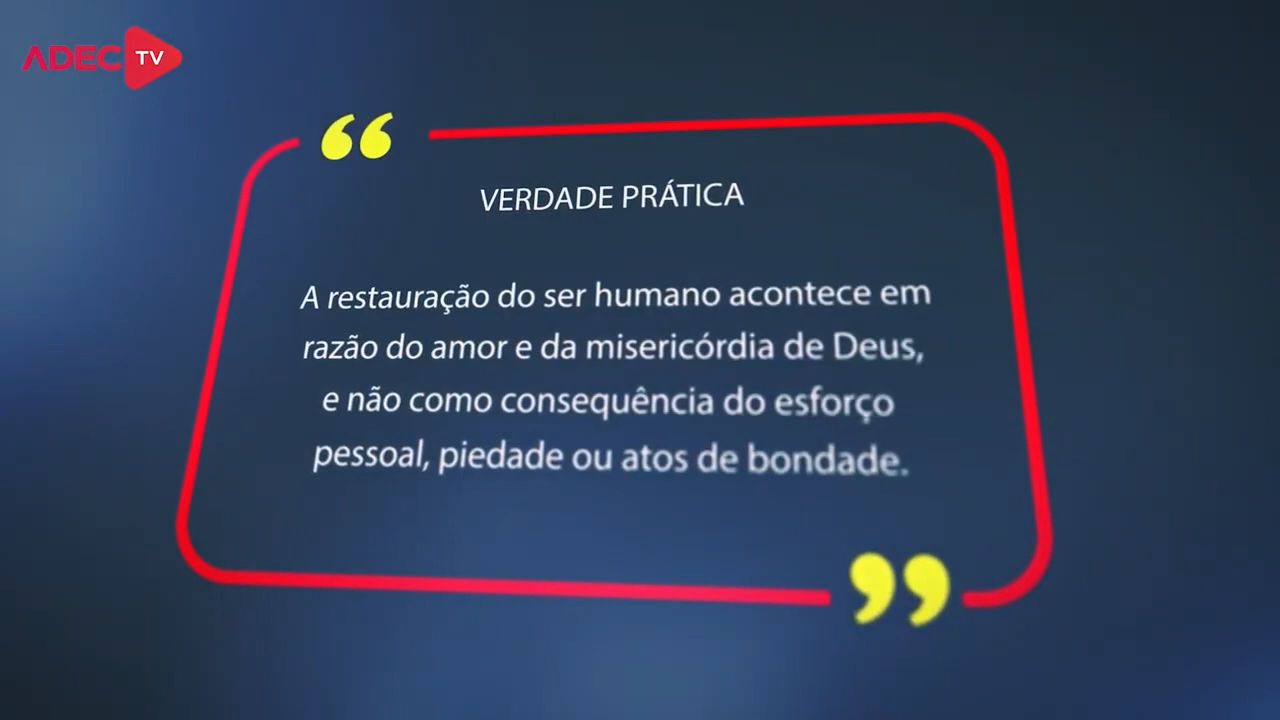 ADEC TV
VERDADE PRÁTICA
A restauração do ser humano acontece em
razão do amor e da misericórdia de Deus,
e não como consequência do esforço
pessoal, piedade ou atos de bondade.